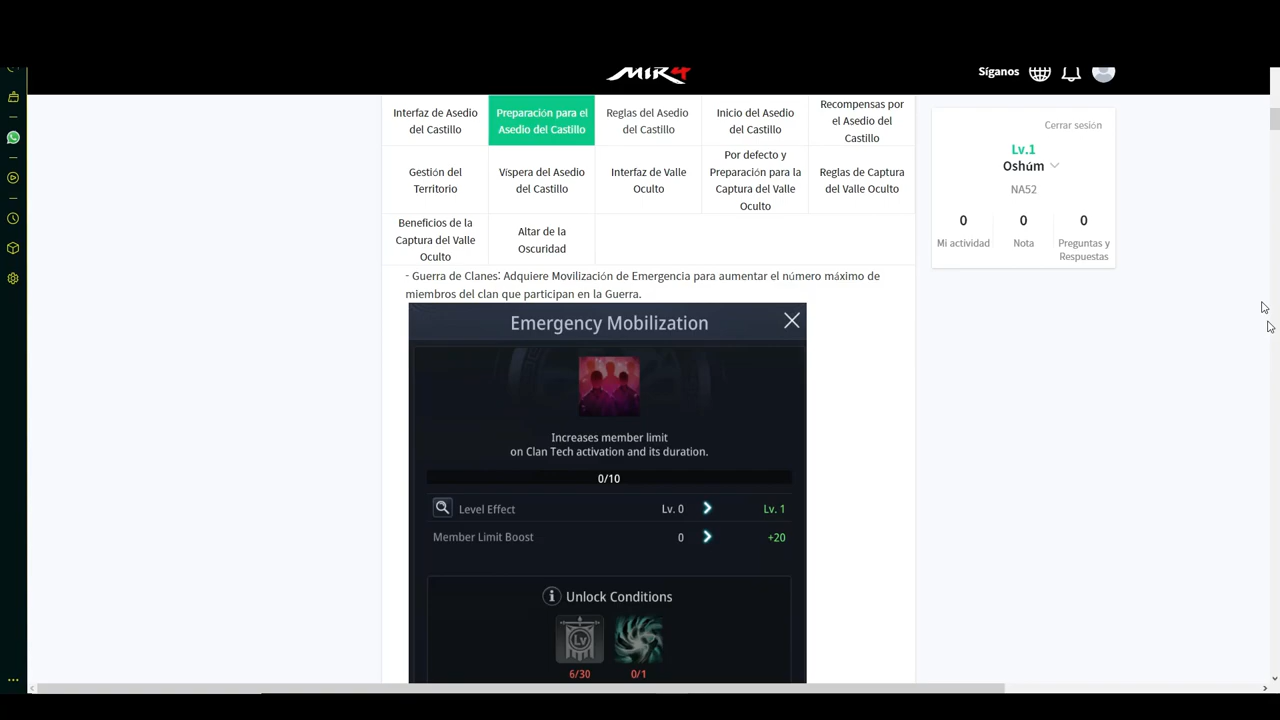 MIR4
Síganos
Interfaz de Asedio
del Castillo
Preparación para el
Asedio del Castillo
Reglas del Asedio
del Castillo
Inicio del Asedio
del Castillo
Recompensas por
el Asedio del
Castillo
Gestión del
Territorio
Víspera del Asedio
del Castillo
Interfaz de Valle
Oculto
Por defecto y
Preparación para la
Captura del Valle
Oculto
Reglas de Captura
del Valle Oculto
Beneficios de la
Captura del Valle
Oculto
Altar de la
Oscuridad
Cerrar sesión
Lv.1
Oshúm
NA52
0
Mi actividad
0
Nota
0
Preguntas y
Respuestas
- Guerra de Clanes: Adquiere Movilización de Emergencia para aumentar el número máximo de
miembros del clan que participan en la Guerra.
Emergency Mobilization
Increases member limit
on Clan Tech activation and its duration.
0/10
Level Effect Lv. 0 Lv. 1
Member Limit Boost 0 +20
Unlock Conditions
Lv
6/30 0/1